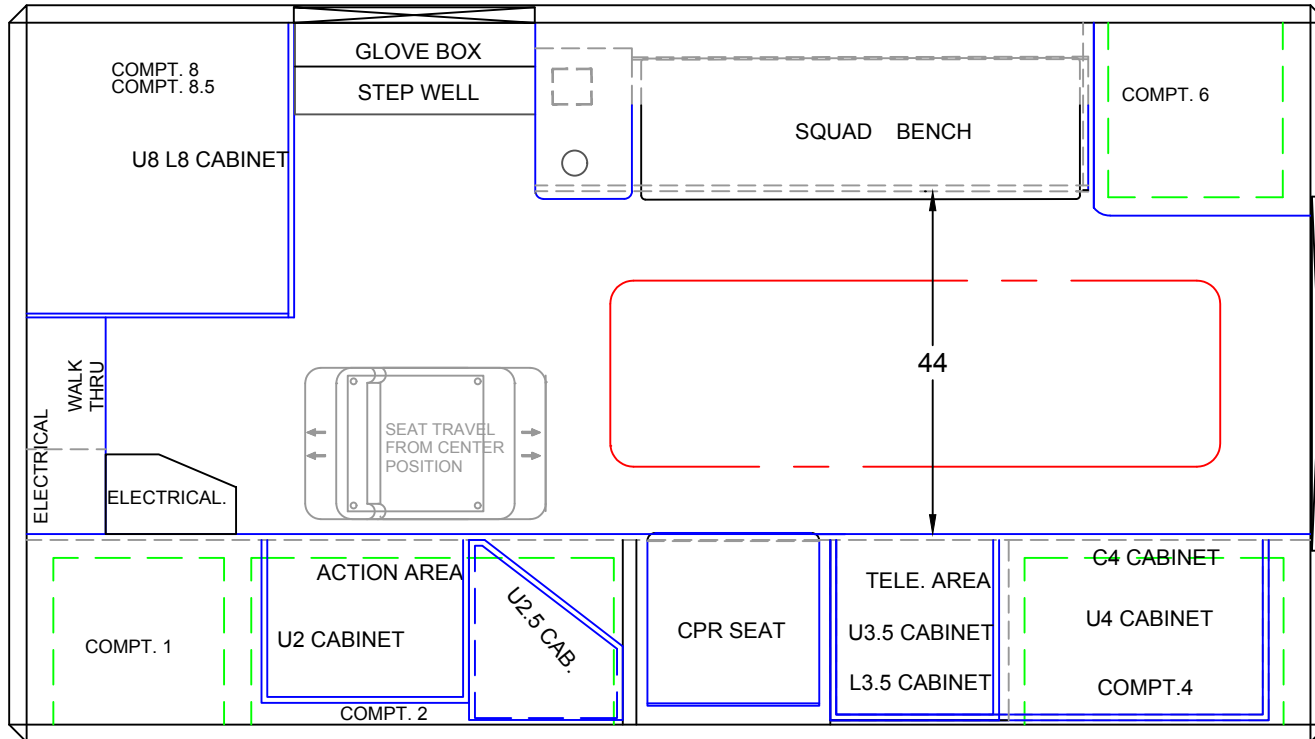 COMPT. 8
COMPT. 8.5
U8 L8 CABINET
GLOVE BOX
STEP WELL
SQUAD BENCH
COMPT. 6
44
WALK
THRU
ELECTRICAL
ELECTRICAL.
SEAT TRAVEL
FROM CENTER
POSITION
COMPT. 1
ACTION AREA
U2 CABINET
COMPT. 2
U2.5 CAB.
CPR SEAT
TELE. AREA
U3.5 CABINET
L3.5 CABINET
C4 CABINET
U4 CABINET
COMPT.4